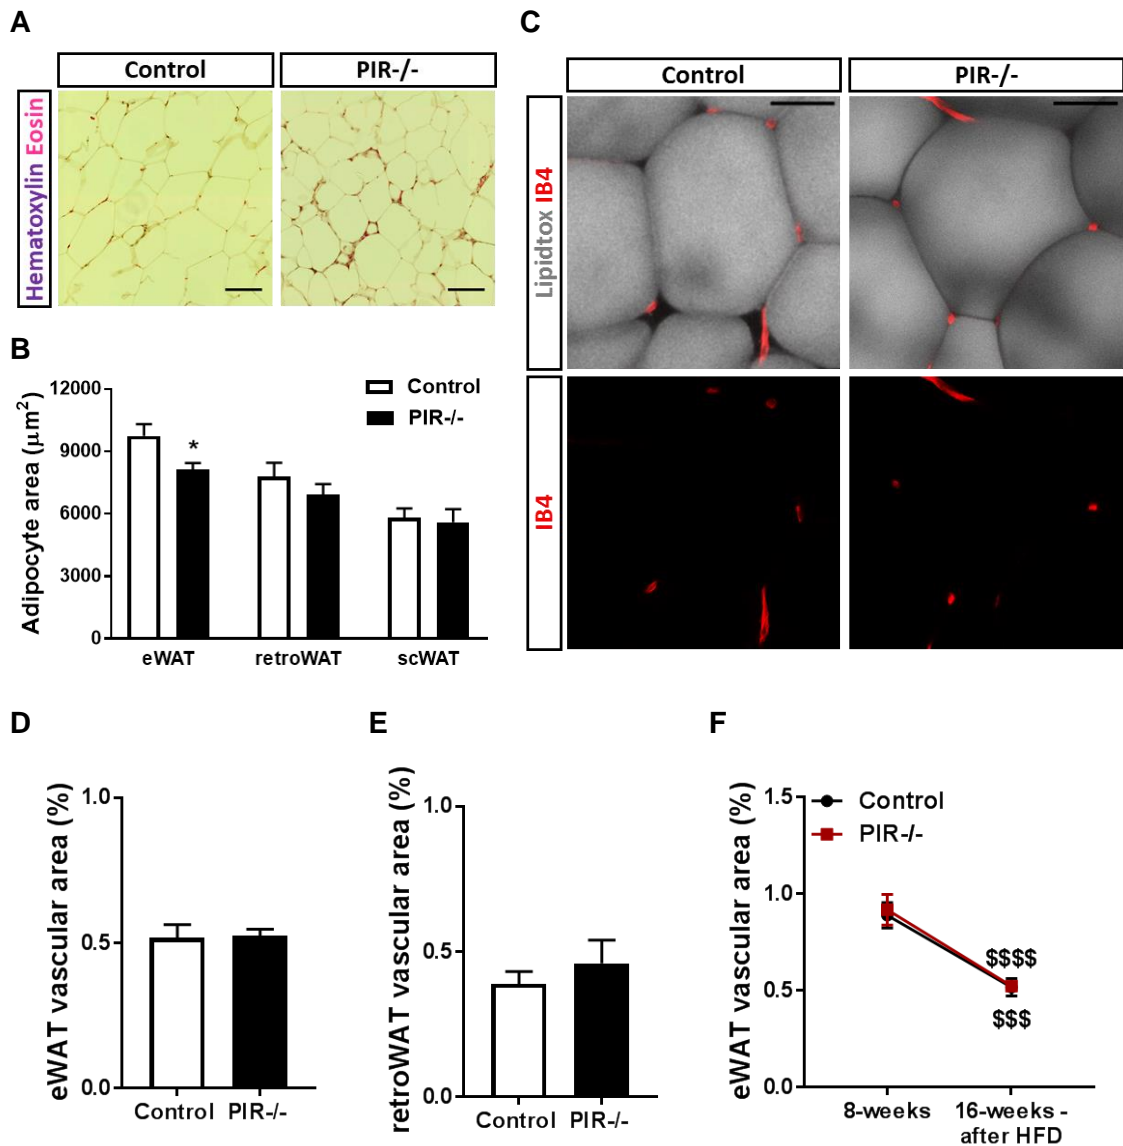 A
Control
PIR-/-
Hematoxylin Eosin
B
12000
9000
6000
3000
0
Adipocyte area (μm²)
Control
PIR-/-
*
eWAT
retroWAT
scWAT
C
Control
PIR-/-
Lipidtox IB4
IB4
D
eWAT vascular area (%)
1.0
0.5
0.0
Control
PIR-/-
E
retroWAT vascular area (%)
1.0
0.5
0.0
Control
PIR-/-
F
eWAT vascular area (%)
1.5
1.0
0.5
0.0
Control
PIR-/-
$$$$
$$$
8-weeks
16-weeks -
after HFD